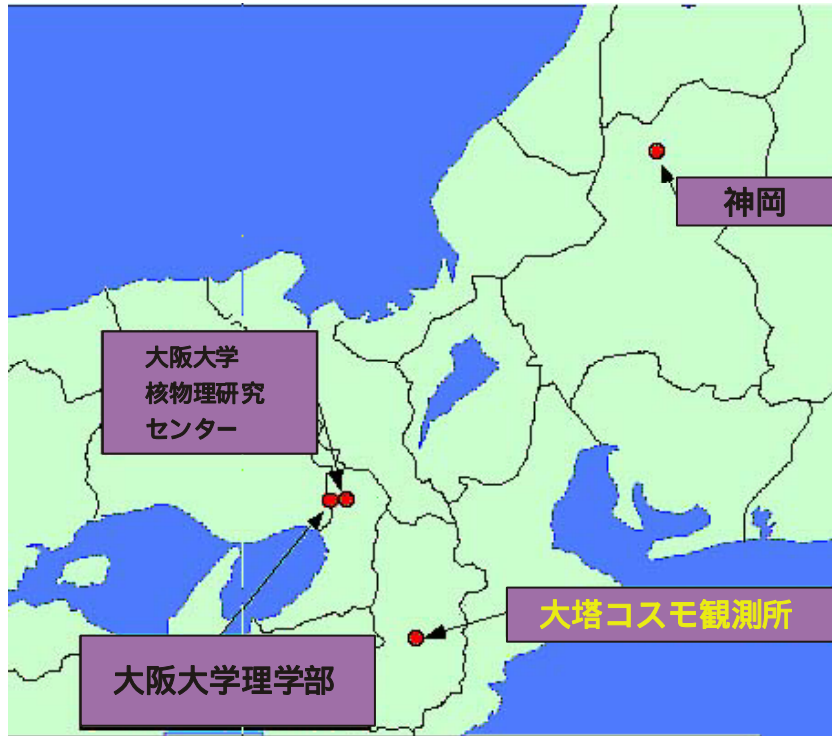 神岡
大阪大学
核物理研究
センター
大塔コスモ観測所
大阪大学理学部